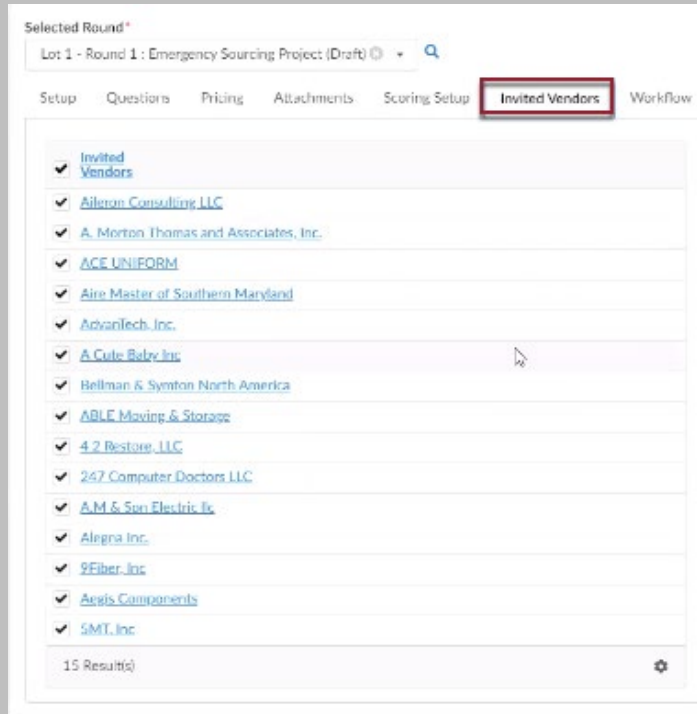 Selected Round*
Lot 1 - Round 1 : Emergency Sourcing Project (Draft)
Setup Questions Pricing Attachments Scoring Setup Invited Vendors Workflow
Invited
Vendors
Aileron Consulting LLC
A. Morton Thomas and Associates, Inc.
ACE UNIFORM
Aire Master of Southern Maryland
AdvanTech, Inc.
A Cute Baby Inc
Bellman & Symfon North America
ABLE Moving & Storage
4 2 Restore, LLC
247 Computer Doctors LLC
A.M & Son Electric llc
Alegna Inc.
9Fiber, Inc
Aegis Components
SMT, Inc
15 Result(s)